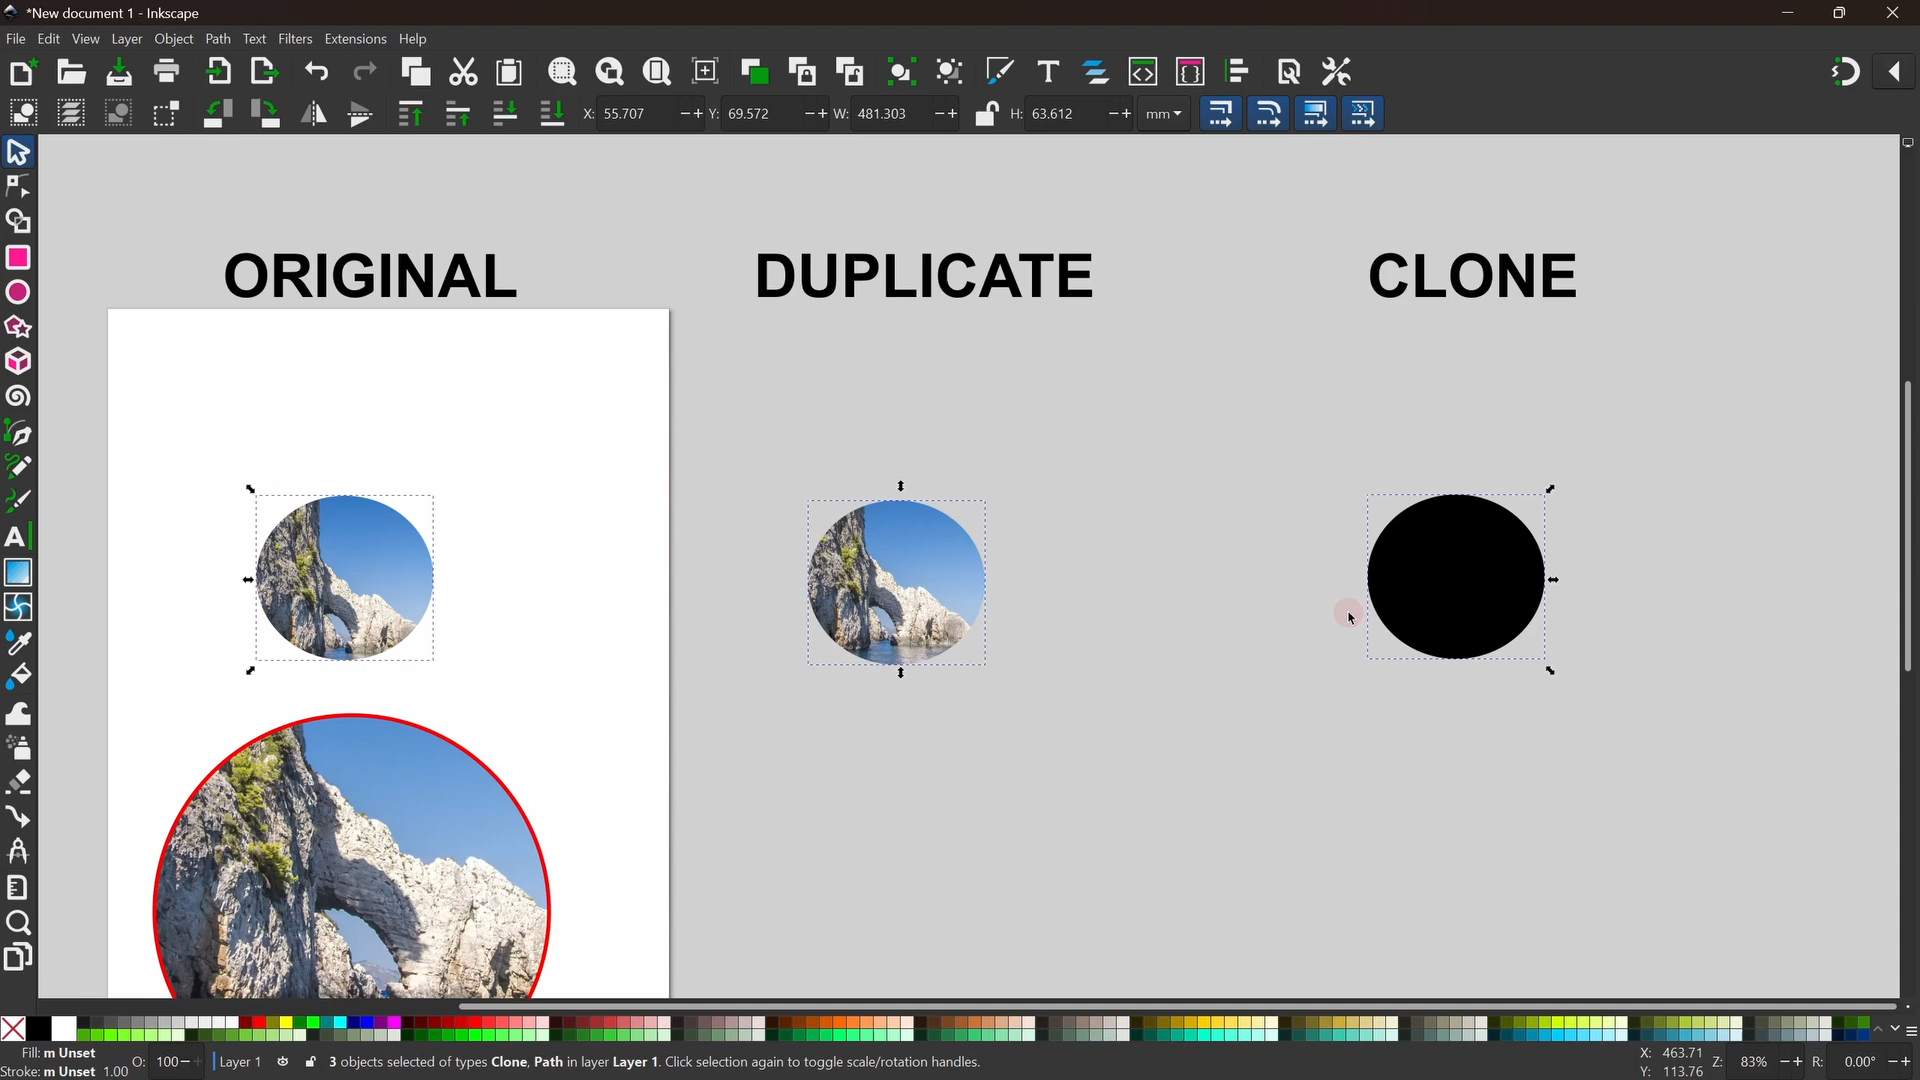 *New document 1 - Inkscape
File Edit View Layer Object Path Text Filters Extensions Help
X: 55.707 Y: 69.572 W: 481.303 H: 63.612 mm
ORIGINAL DUPLICATE CLONE
Fill: m Unset
Stroke: m Unset 1.00
O: 100
Layer 1
3 objects selected of types Clone, Path in layer Layer 1. Click selection again to toggle scale/rotation handles.
X: 463.71
Y: 113.76
Z: 83%
R: 0.00°